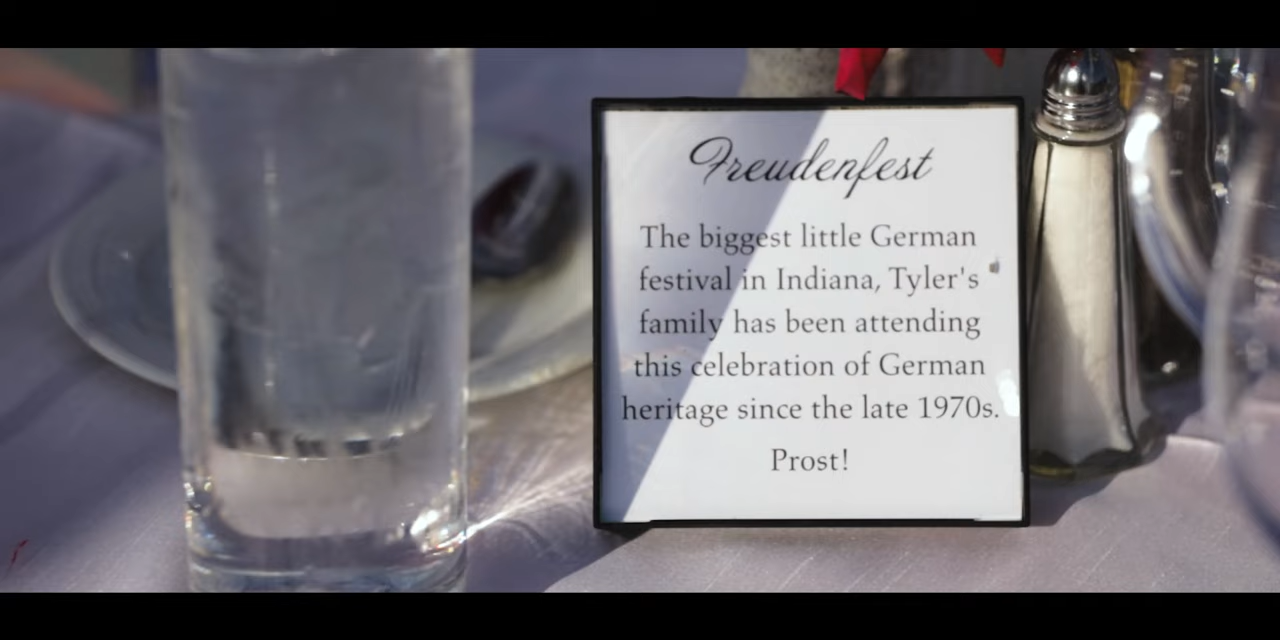 Freudenfest
The biggest little German
festival in Indiana, Tyler's
family has been attending
this celebration of German
heritage since the late 1970s.
Prost!